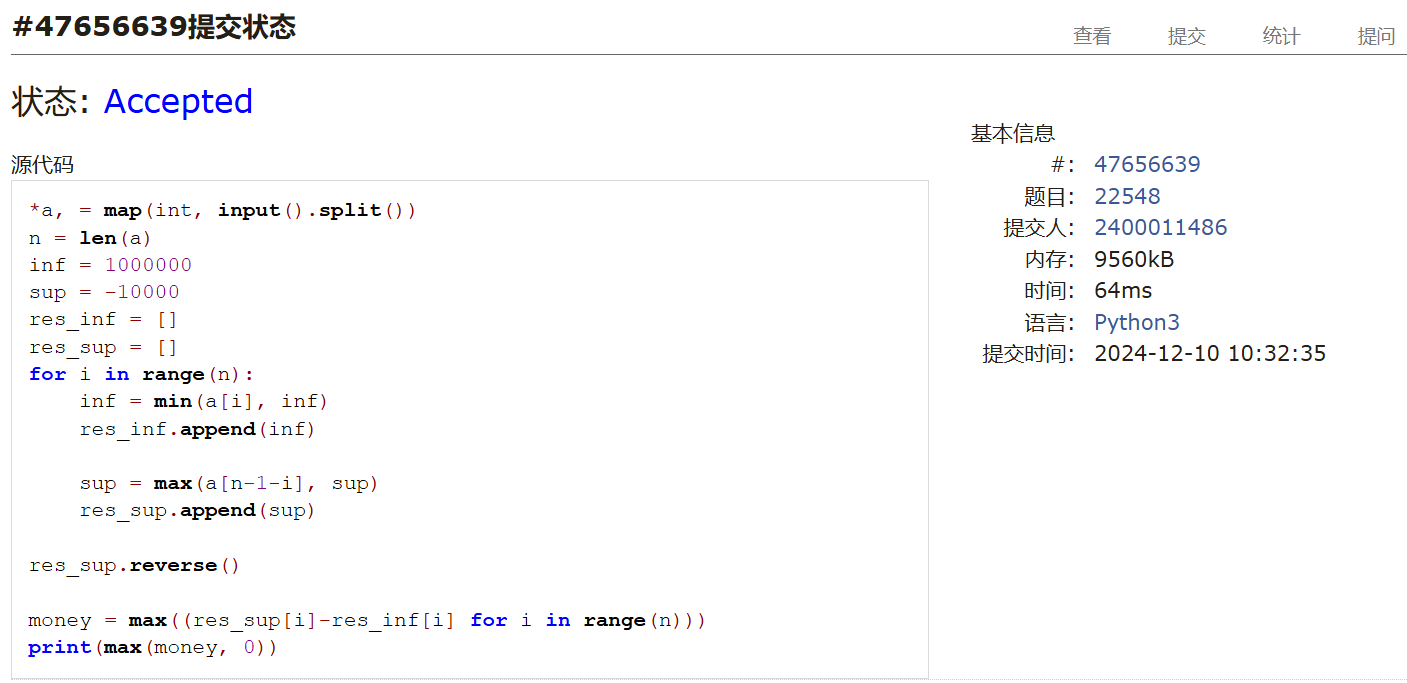 #47656639提交状态
查看 提交 统计 提问
状态: Accepted
源代码
*a, = map(int, input().split())
n = len(a)
inf = 1000000
sup = -10000
res_inf = []
res_sup = []
for i in range(n):
    inf = min(a[i], inf)
    res_inf.append(inf)
    sup = max(a[n-1-i], sup)
    res_sup.append(sup)
res_sup.reverse()
money = max((res_sup[i]-res_inf[i] for i in range(n)))
print(max(money, 0))
基本信息
#: 47656639
题目: 22548
提交人: 2400011486
内存: 9560kB
时间: 64ms
语言: Python3
提交时间: 2024-12-10 10:32:35